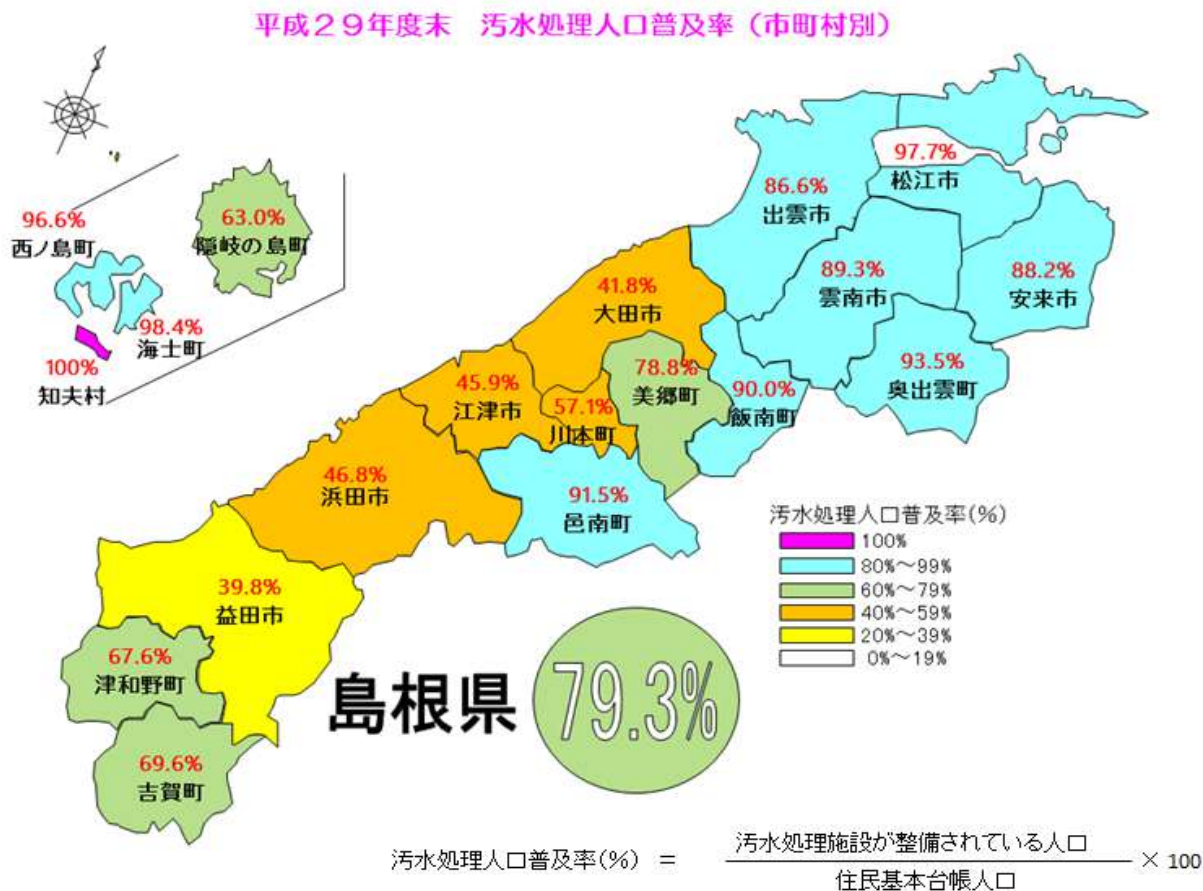 平成29年度末　汚水処理人口普及率（市町村別）
96.6%
西ノ島町
63.0%
隠岐の島町
98.4%
海士町
100%
知夫村
97.7%
松江市
86.6%
出雲市
89.3%
雲南市
88.2%
安来市
93.5%
奥出雲町
41.8%
大田市
78.8%
美郷町
90.0%
飯南町
45.9%
江津市
57.1%
川本町
46.8%
浜田市
91.5%
邑南町
39.8%
益田市
67.6%
津和野町
69.6%
吉賀町
汚水処理人口普及率(%)
100%
80%～99%
60%～79%
40%～59%
20%～39%
0%～19%
島根県 79.3%
汚水処理人口普及率(%) ＝ 汚水処理施設が整備されている人口 × 100
住民基本台帳人口